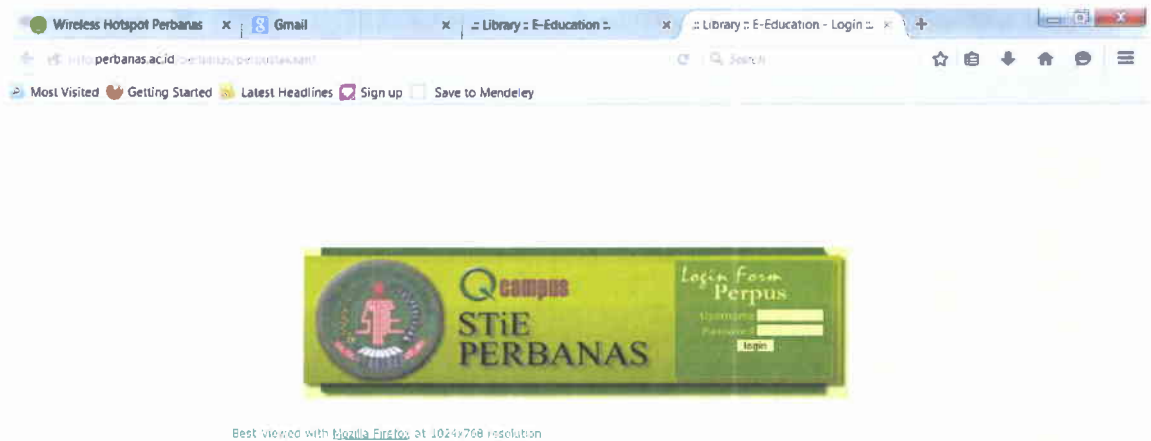 Wireless Hotspot Perbanas x Gmail x .:: Library :: E-Education ::. x .:: Library :: E-Education - Login ::. x +
perbanas.ac.id Search
Most Visited Getting Started Latest Headlines Sign up Save to Mendeley
Qcampus
STiE
PERBANAS
Login Form
Perpus
Username
Password
login
Best viewed with Mozilla Firefox at 1024x768 resolution